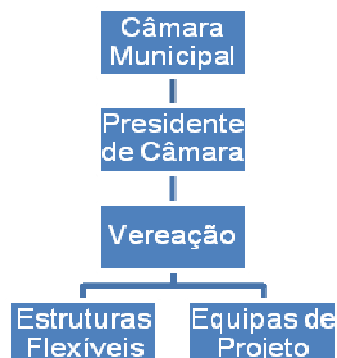 Câmara
Municipal
Presidente
de Câmara
Vereação
Estruturas
Flexíveis
Equipas de
Projeto